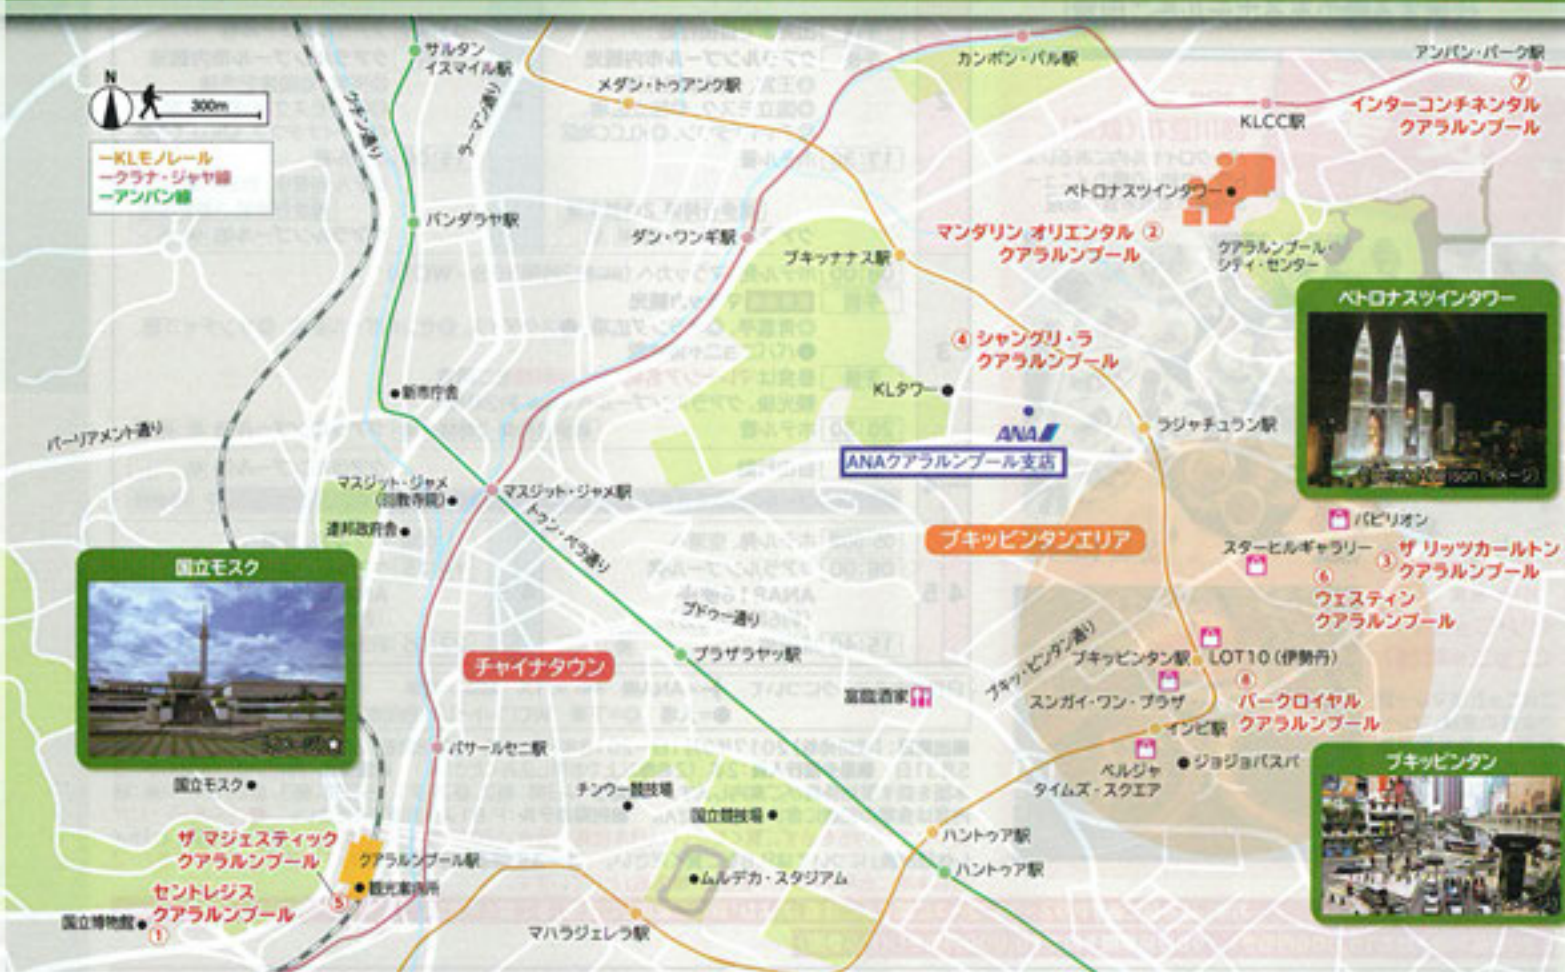 サルタン
イスマイル駅
カンポン・バル駅
アンパン・パーク駅
⑦
インターコンチネンタル
クアラルンプール
N
300m
クチン通り
ラーマン通り
メダン・トゥアンク駅
KLCC駅
ーKLモノレール
ークラナ・ジャヤ線
ーアンパン線
ペトロナスツインタワー
バンダラヤ駅
ダン・ワンギ駅
ブキッナナス駅
マンダリン オリエンタル ②
クアラルンプール
クアラルンプール・
シティ・センター
ペトロナスツインタワー
④ シャングリ・ラ
クアラルンプール
新市庁舎
KLタワー
パーリアメント通り
ANA
ラジャチュラン駅
ANAクアラルンプール支店
マスジット・ジャメ
(回教寺院)
マスジット・ジャメ駅
連邦政府舎
トゥン・ペラ通り
ブキッビンタンエリア
パビリオン
スターヒルギャラリー
③ ザ リッツカールトン
クアラルンプール
国立モスク
⑥
ウェスティン
クアラルンプール
プドゥー通り
チャイナタウン
プラザラヤッ駅
ブキッ・ビンタン通り
ブキッビンタン駅
LOT10(伊勢丹)
富臨酒家
スンガイ・ワン・プラザ
⑧
パークロイヤル
クアラルンプール
インビ駅
パサールセニ駅
ベルジャ
タイムズ・スクエア
ジョジョバスパ
ブキッビンタン
国立モスク
チンウー競技場
国立競技場
ザ マジェスティック
クアラルンプール
クアラルンプール駅
ハントゥア駅
ハントゥア駅
観光案内所
⑤
ムルデカ・スタジアム
セントレジス
クアラルンプール
国立博物館
①
マハラジェレラ駅